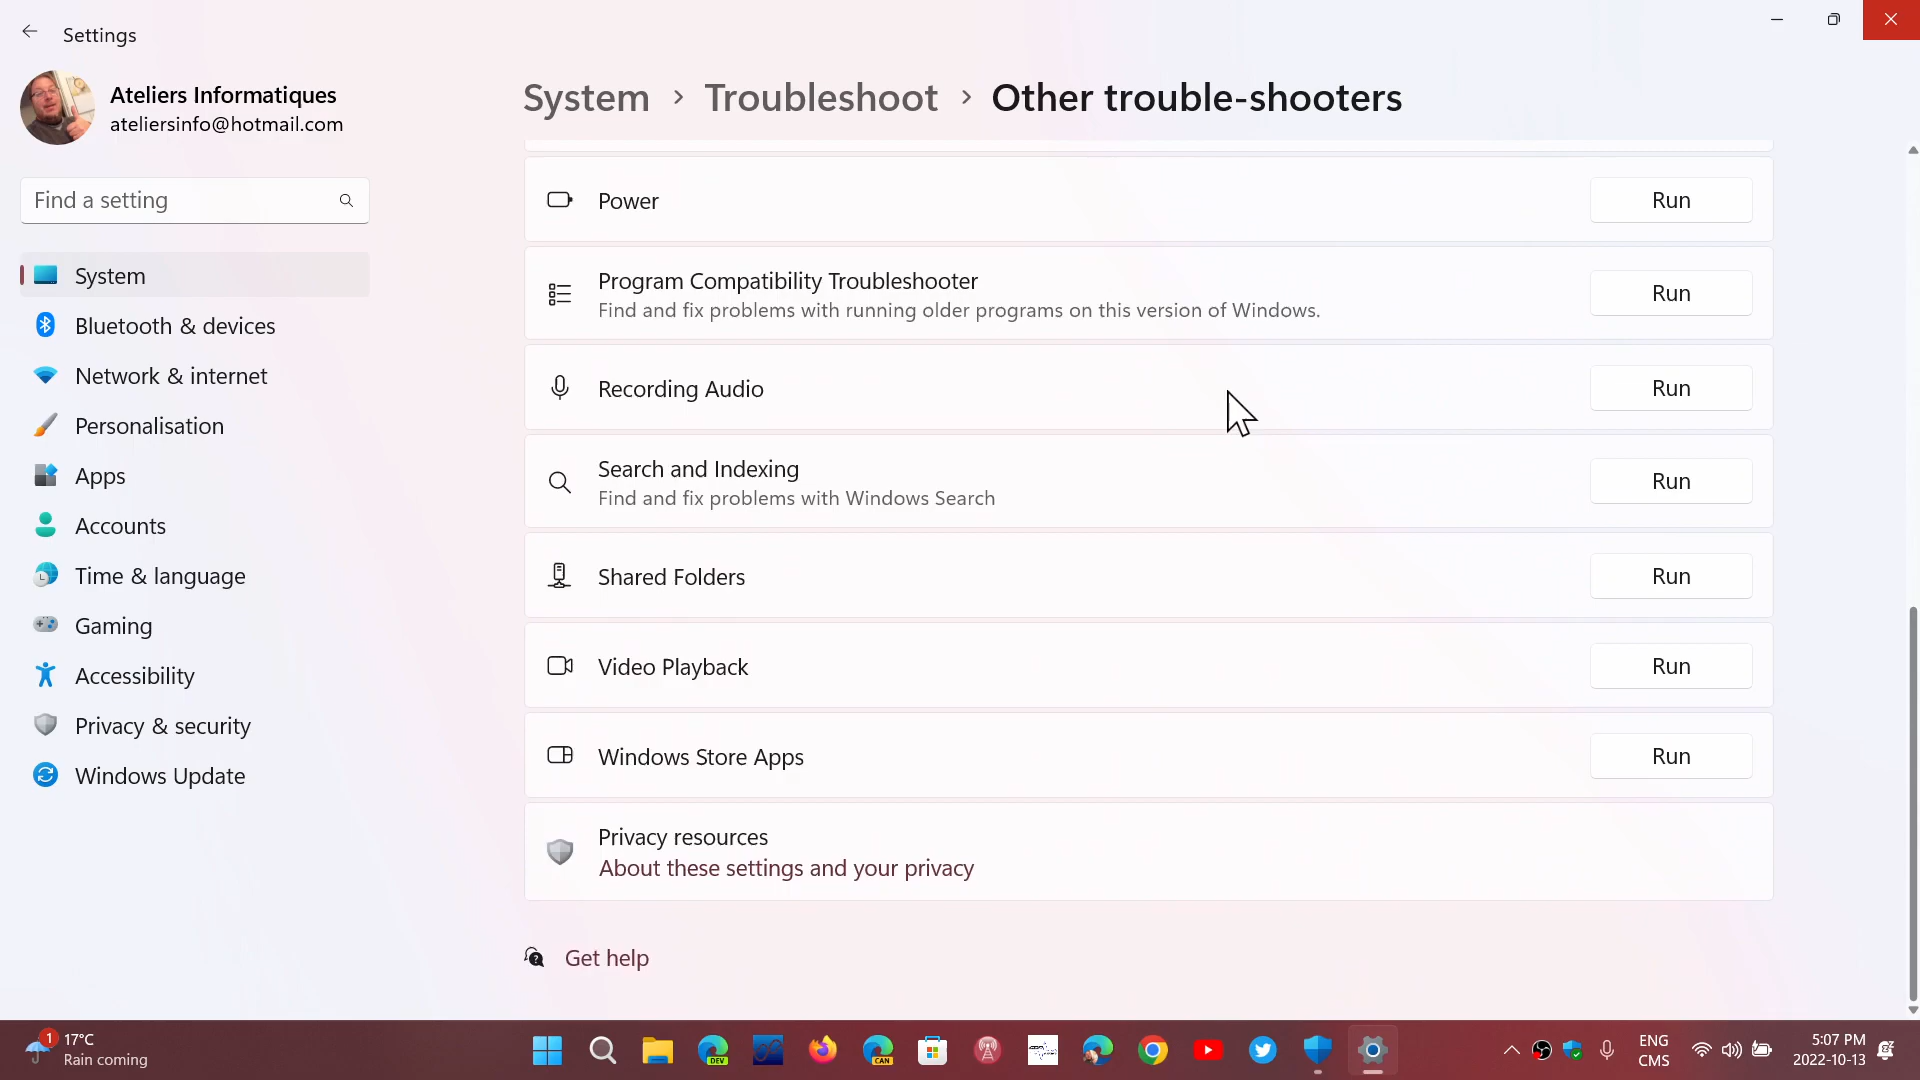 Settings
Ateliers Informatiques
ateliersinfo@hotmail.com
Find a setting
System
Bluetooth & devices
Network & internet
Personalisation
Apps
Accounts
Time & language
Gaming
Accessibility
Privacy & security
Windows Update
System > Troubleshoot > Other trouble-shooters
Power
Run
Program Compatibility Troubleshooter
Find and fix problems with running older programs on this version of Windows.
Run
Recording Audio
Run
Search and Indexing
Find and fix problems with Windows Search
Run
Shared Folders
Run
Video Playback
Run
Windows Store Apps
Run
Privacy resources
About these settings and your privacy
Get help
1
17°C
Rain coming
DEV
CAN
ENG
CMS
5:07 PM
2022-10-13